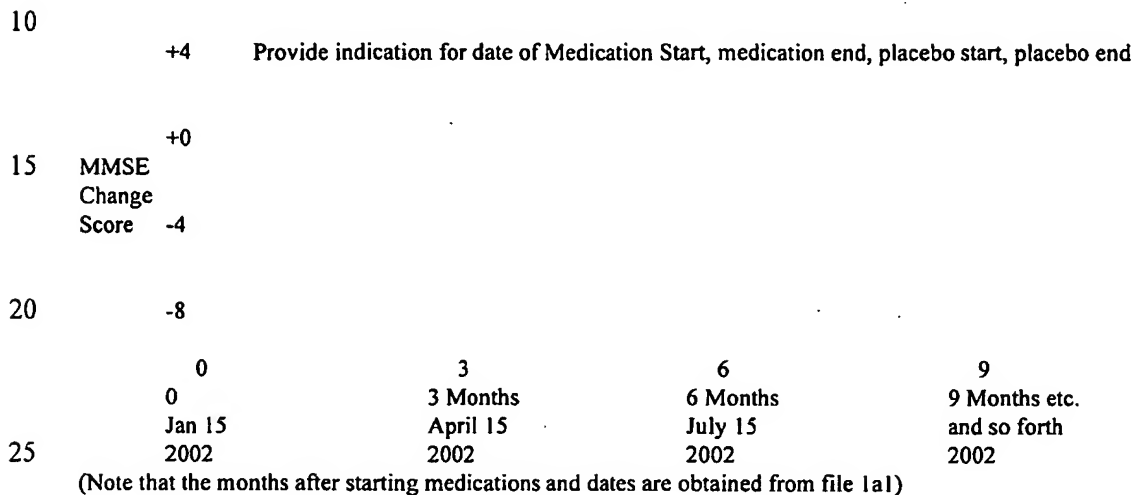 10
+4 Provide indication for date of Medication Start, medication end, placebo start, placebo end
+0
15 MMSE
Change
Score -4
20 -8
0 3 6 9
0 3 Months 6 Months 9 Months etc.
Jan 15 April 15 July 15 and so forth
25 2002 2002 2002 2002
(Note that the months after starting medications and dates are obtained from file 1a1)